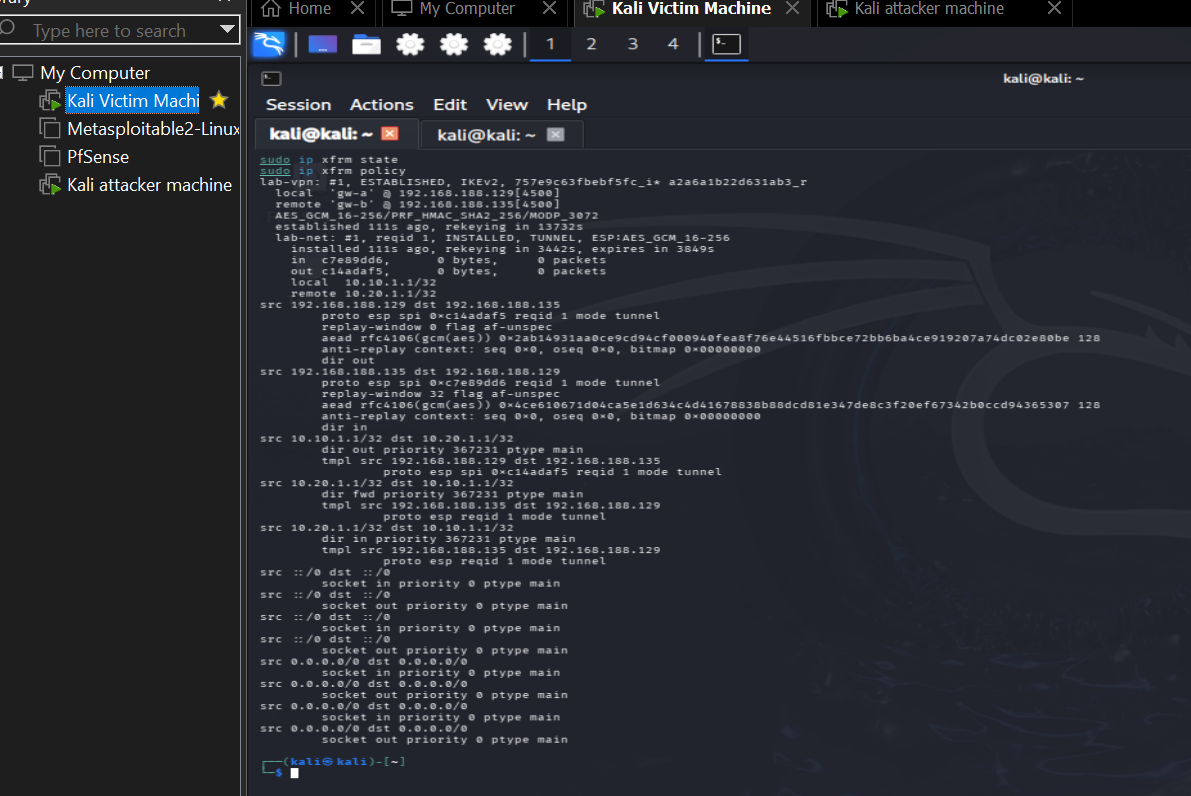 Home
My Computer
Kali Victim Machine
Kali attacker machine
Type here to search
My Computer
Kali Victim Machi
Metasploitable2-Linux
PfSense
Kali attacker machine
1 2 3 4
kali@kali: ~
Session Actions Edit View Help
kali@kali: ~
kali@kali: ~
sudo ip xfrm state
sudo ip xfrm policy
lab-vpn: #1, ESTABLISHED, IKEv2, 757e9c63fbebf5fc_i* a2a6a1b22d631ab3_r
local 'gw-a' @ 192.168.188.129[4500]
remote 'gw-b' @ 192.168.188.135[4500]
AES_GCM_16-256/PRF_HMAC_SHA2_256/MODP_3072
established 111s ago, rekeying in 13732s
lab-net: #1, reqid 1, INSTALLED, TUNNEL, ESP:AES_GCM_16-256
installed 111s ago, rekeying in 3442s, expires in 3849s
in c7e89dd6, 0 bytes, 0 packets
out c14adaf5, 0 bytes, 0 packets
local 10.10.1.1/32
remote 10.20.1.1/32
src 192.168.188.129 dst 192.168.188.135
proto esp spi 0xc14adaf5 reqid 1 mode tunnel
replay-window 0 flag af-unspec
aead rfc4106(gcm(aes)) 0x2ab14931aa0ce9cd94cf000940fea8f76e44516fbbce72bb6ba4ce919207a74dc02e80be 128
anti-replay context: seq 0x0, oseq 0x0, bitmap 0x00000000
dir out
src 192.168.188.135 dst 192.168.188.129
proto esp spi 0xc7e89dd6 reqid 1 mode tunnel
replay-window 32 flag af-unspec
aead rfc4106(gcm(aes)) 0x4ce610671d04ca5e1d634c4d41678838b88dcd81e347de8c3f20ef67342b0ccd94365307 128
anti-replay context: seq 0x0, oseq 0x0, bitmap 0x00000000
dir in
src 10.10.1.1/32 dst 10.20.1.1/32
dir out priority 367231 ptype main
tmpl src 192.168.188.129 dst 192.168.188.135
proto esp spi 0xc14adaf5 reqid 1 mode tunnel
src 10.20.1.1/32 dst 10.10.1.1/32
dir fwd priority 367231 ptype main
tmpl src 192.168.188.135 dst 192.168.188.129
proto esp reqid 1 mode tunnel
src 10.20.1.1/32 dst 10.10.1.1/32
dir in priority 367231 ptype main
tmpl src 192.168.188.135 dst 192.168.188.129
proto esp reqid 1 mode tunnel
src ::/0 dst ::/0
socket in priority 0 ptype main
src ::/0 dst ::/0
socket out priority 0 ptype main
src ::/0 dst ::/0
socket in priority 0 ptype main
src ::/0 dst ::/0
socket out priority 0 ptype main
src 0.0.0.0/0 dst 0.0.0.0/0
socket in priority 0 ptype main
src 0.0.0.0/0 dst 0.0.0.0/0
socket out priority 0 ptype main
src 0.0.0.0/0 dst 0.0.0.0/0
socket in priority 0 ptype main
src 0.0.0.0/0 dst 0.0.0.0/0
socket out priority 0 ptype main
┌──(kali㉿kali)-[~]
└─$